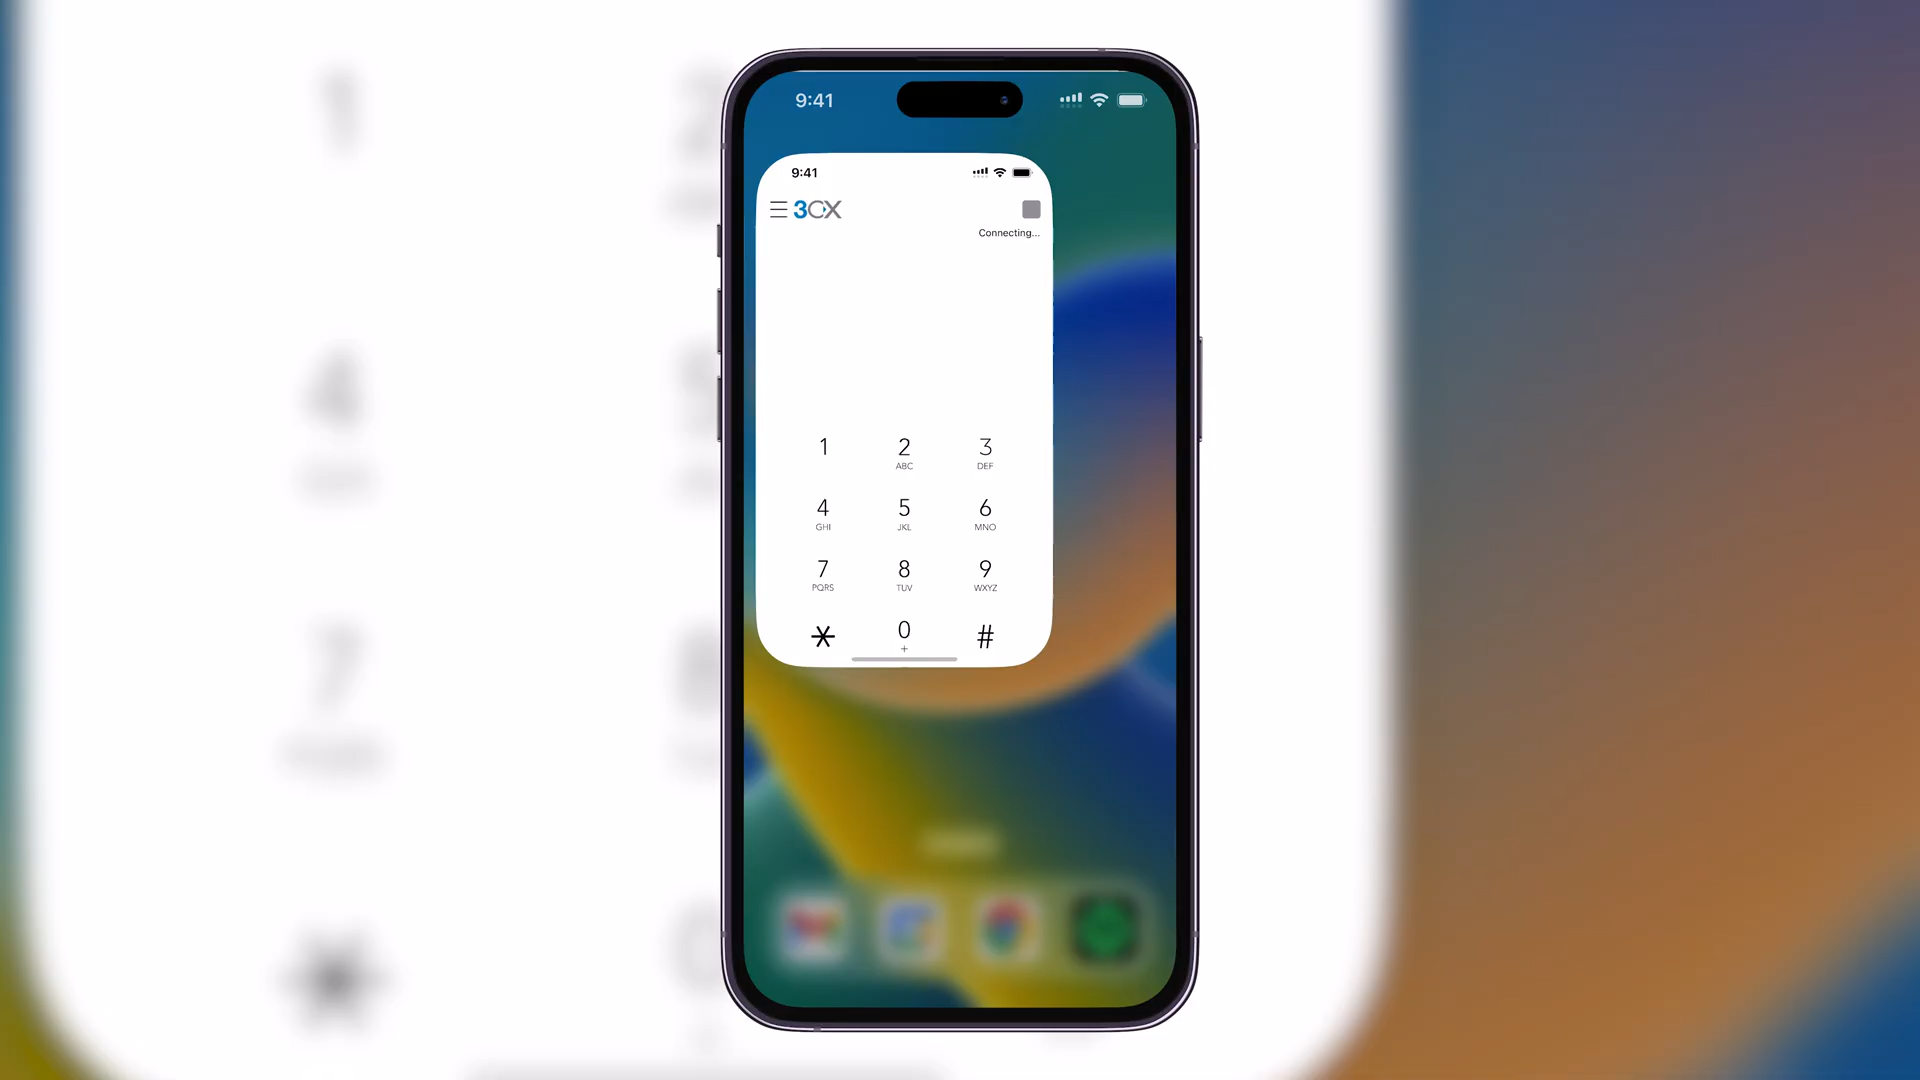 9:41
9:41
3CX
Connecting...
1 2 3
ABC DEF
4 5 6
GHI JKL MNO
7 8 9
PQRS TUV WXYZ
* 0 #
+